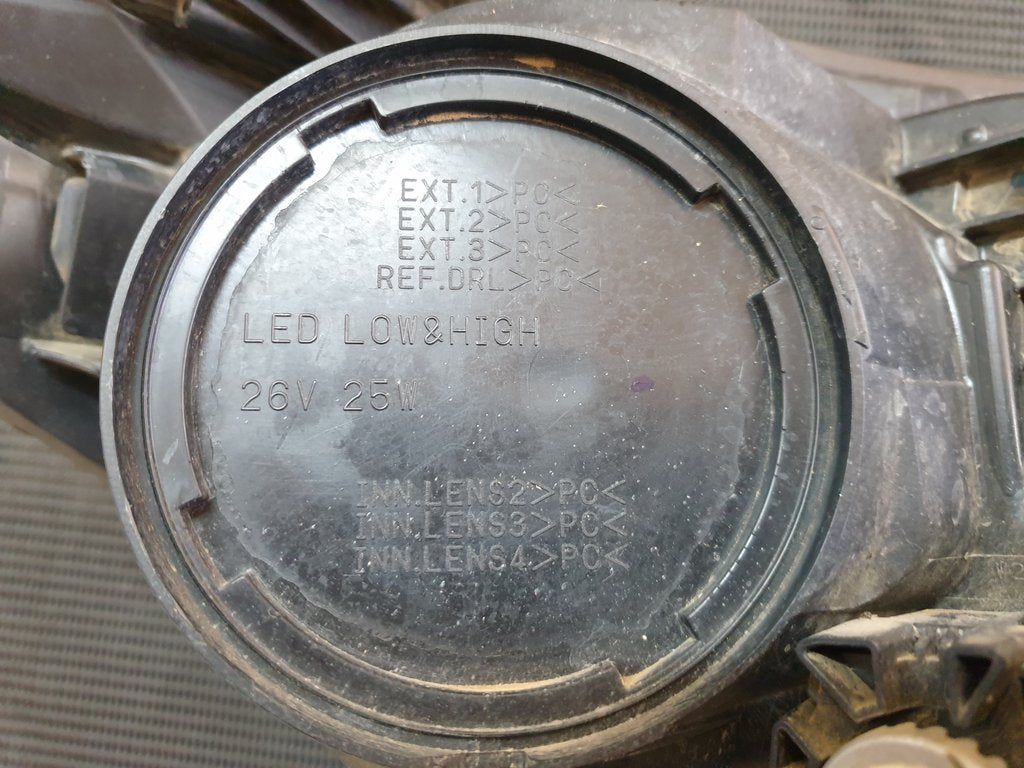 EXT.1>PC<
EXT.2>PC<
EXT.3>PC<
REF.DRL>PC<
LED LOW&HIGH
26V 25W
INN.LENS2>PC<
INN.LENS3>PC<
INN.LENS4>PC<